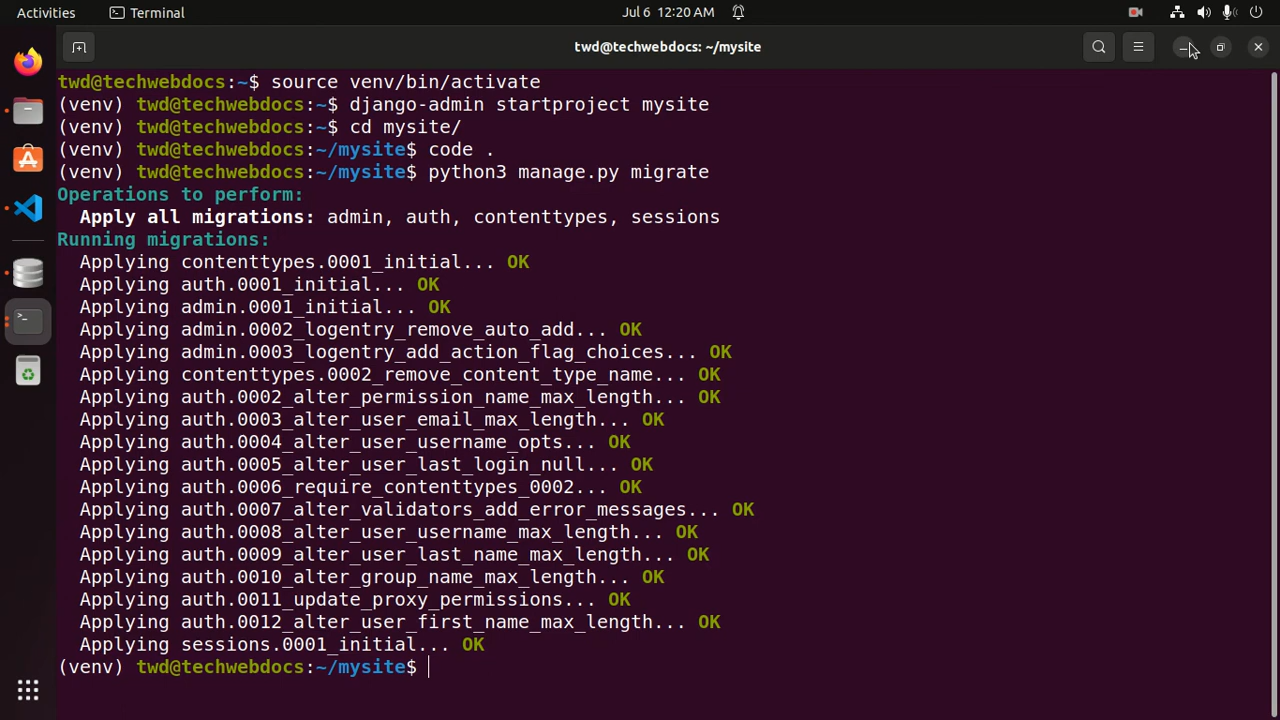 Activities Terminal Jul 6 12:20 AM
twd@techwebdocs: ~/mysite
twd@techwebdocs:~$ source venv/bin/activate
(venv) twd@techwebdocs:~$ django-admin startproject mysite
(venv) twd@techwebdocs:~$ cd mysite/
(venv) twd@techwebdocs:~/mysite$ code .
(venv) twd@techwebdocs:~/mysite$ python3 manage.py migrate
Operations to perform:
  Apply all migrations: admin, auth, contenttypes, sessions
Running migrations:
  Applying contenttypes.0001_initial... OK
  Applying auth.0001_initial... OK
  Applying admin.0001_initial... OK
  Applying admin.0002_logentry_remove_auto_add... OK
  Applying admin.0003_logentry_add_action_flag_choices... OK
  Applying contenttypes.0002_remove_content_type_name... OK
  Applying auth.0002_alter_permission_name_max_length... OK
  Applying auth.0003_alter_user_email_max_length... OK
  Applying auth.0004_alter_user_username_opts... OK
  Applying auth.0005_alter_user_last_login_null... OK
  Applying auth.0006_require_contenttypes_0002... OK
  Applying auth.0007_alter_validators_add_error_messages... OK
  Applying auth.0008_alter_user_username_max_length... OK
  Applying auth.0009_alter_user_last_name_max_length... OK
  Applying auth.0010_alter_group_name_max_length... OK
  Applying auth.0011_update_proxy_permissions... OK
  Applying auth.0012_alter_user_first_name_max_length... OK
  Applying sessions.0001_initial... OK
(venv) twd@techwebdocs:~/mysite$